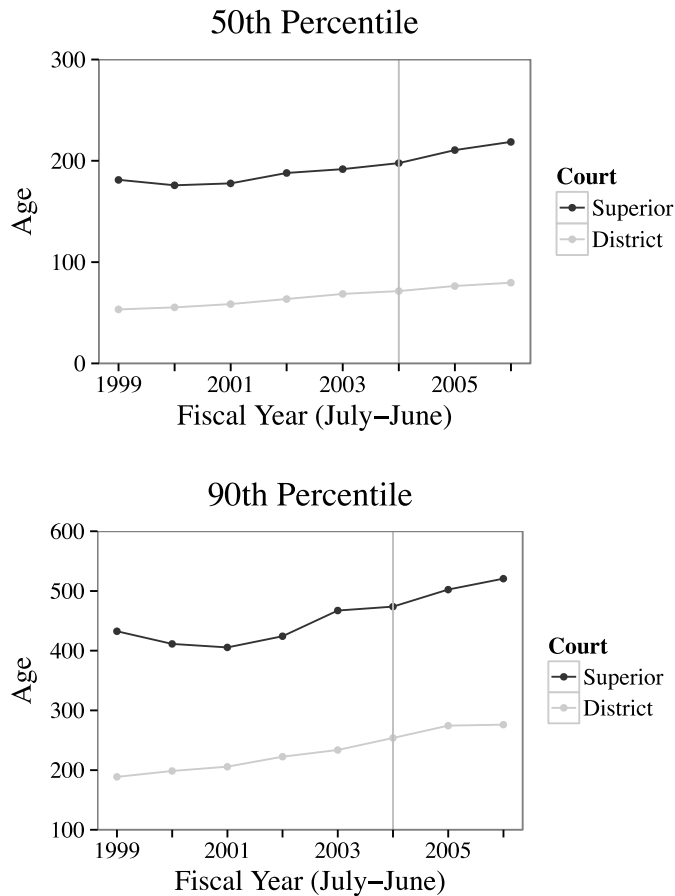 50th Percentile
300
200
100
0
Age
1999 2001 2003 2005
Fiscal Year (July–June)
Court
Superior
District
90th Percentile
600
500
400
300
200
100
Age
1999 2001 2003 2005
Fiscal Year (July–June)
Court
Superior
District